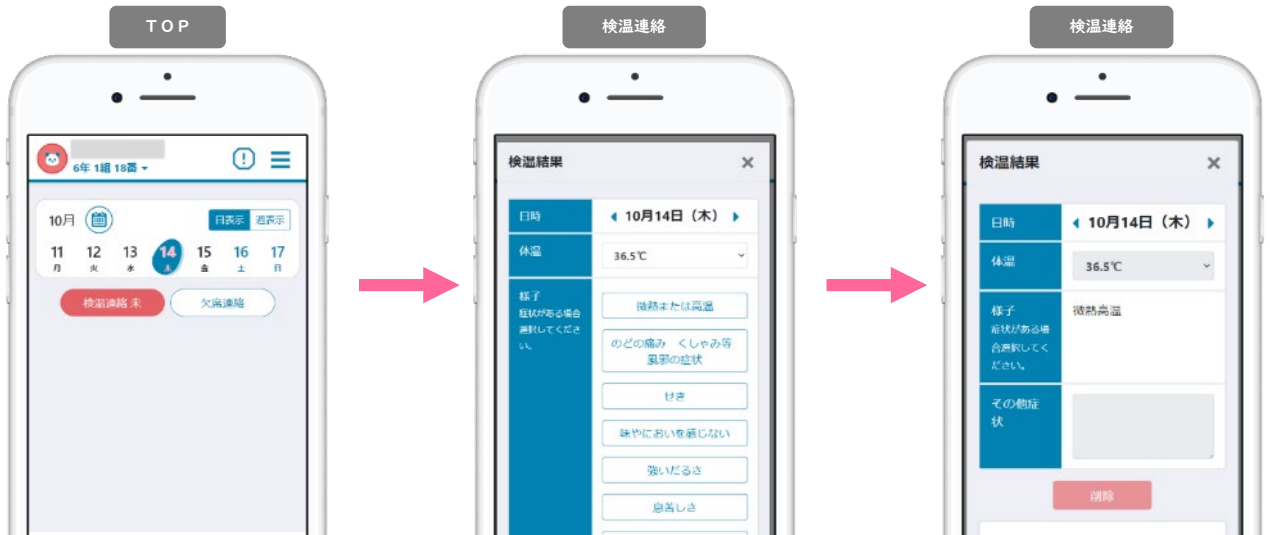 TOP
6年 1組 18番
10月
日表示 週表示
11 12 13 14 15 16 17
月 火 水 木 金 土 日
検温連絡 未 欠席連絡
検温連絡
検温結果 ×
日時 10月14日（木）
体温 36.5℃
様子
症状がある場合
選択してくださ
い。
微熱または高温
のどの痛み くしゃみ等
風邪の症状
せき
味やにおいを感じない
強いだるさ
息苦しさ
検温連絡
検温結果 ×
日時 10月14日（木）
体温 36.5℃
様子 微熱高温
症状がある場
合選択してく
ださい。
その他症
状
削除